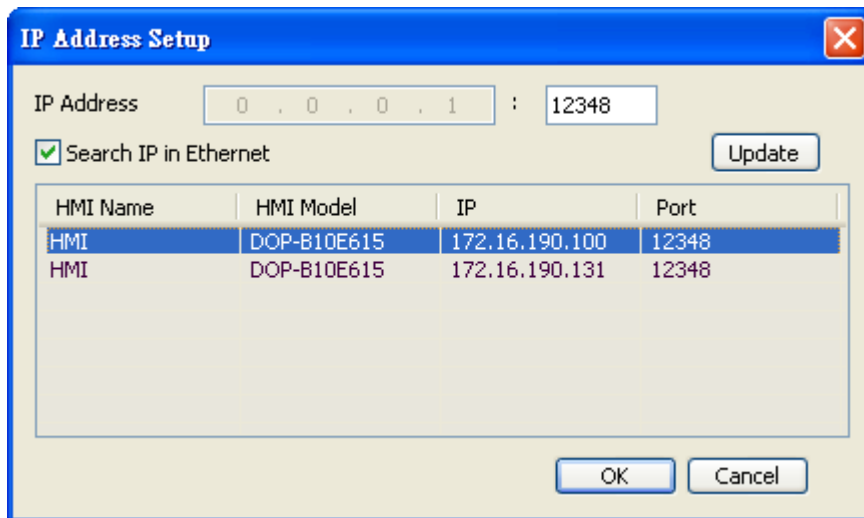 IP Address Setup
IP Address 0 . 0 . 0 . 1 : 12348
Search IP in Ethernet Update
HMI Name HMI Model IP Port
HMI DOP-B10E615 172.16.190.100 12348
HMI DOP-B10E615 172.16.190.131 12348
OK Cancel